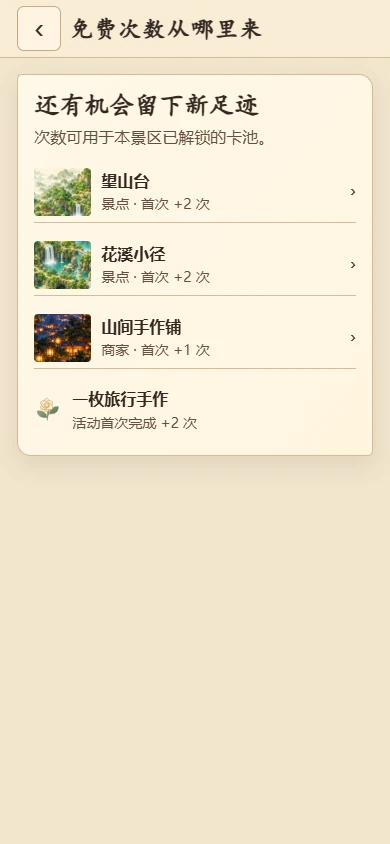 ‹ 免费次数从哪里来
还有机会留下新足迹
次数可用于本景区已解锁的卡池。
望山台
景点 · 首次 +2 次
›
花溪小径
景点 · 首次 +2 次
›
山间手作铺
商家 · 首次 +1 次
›
一枚旅行手作
活动首次完成 +2 次